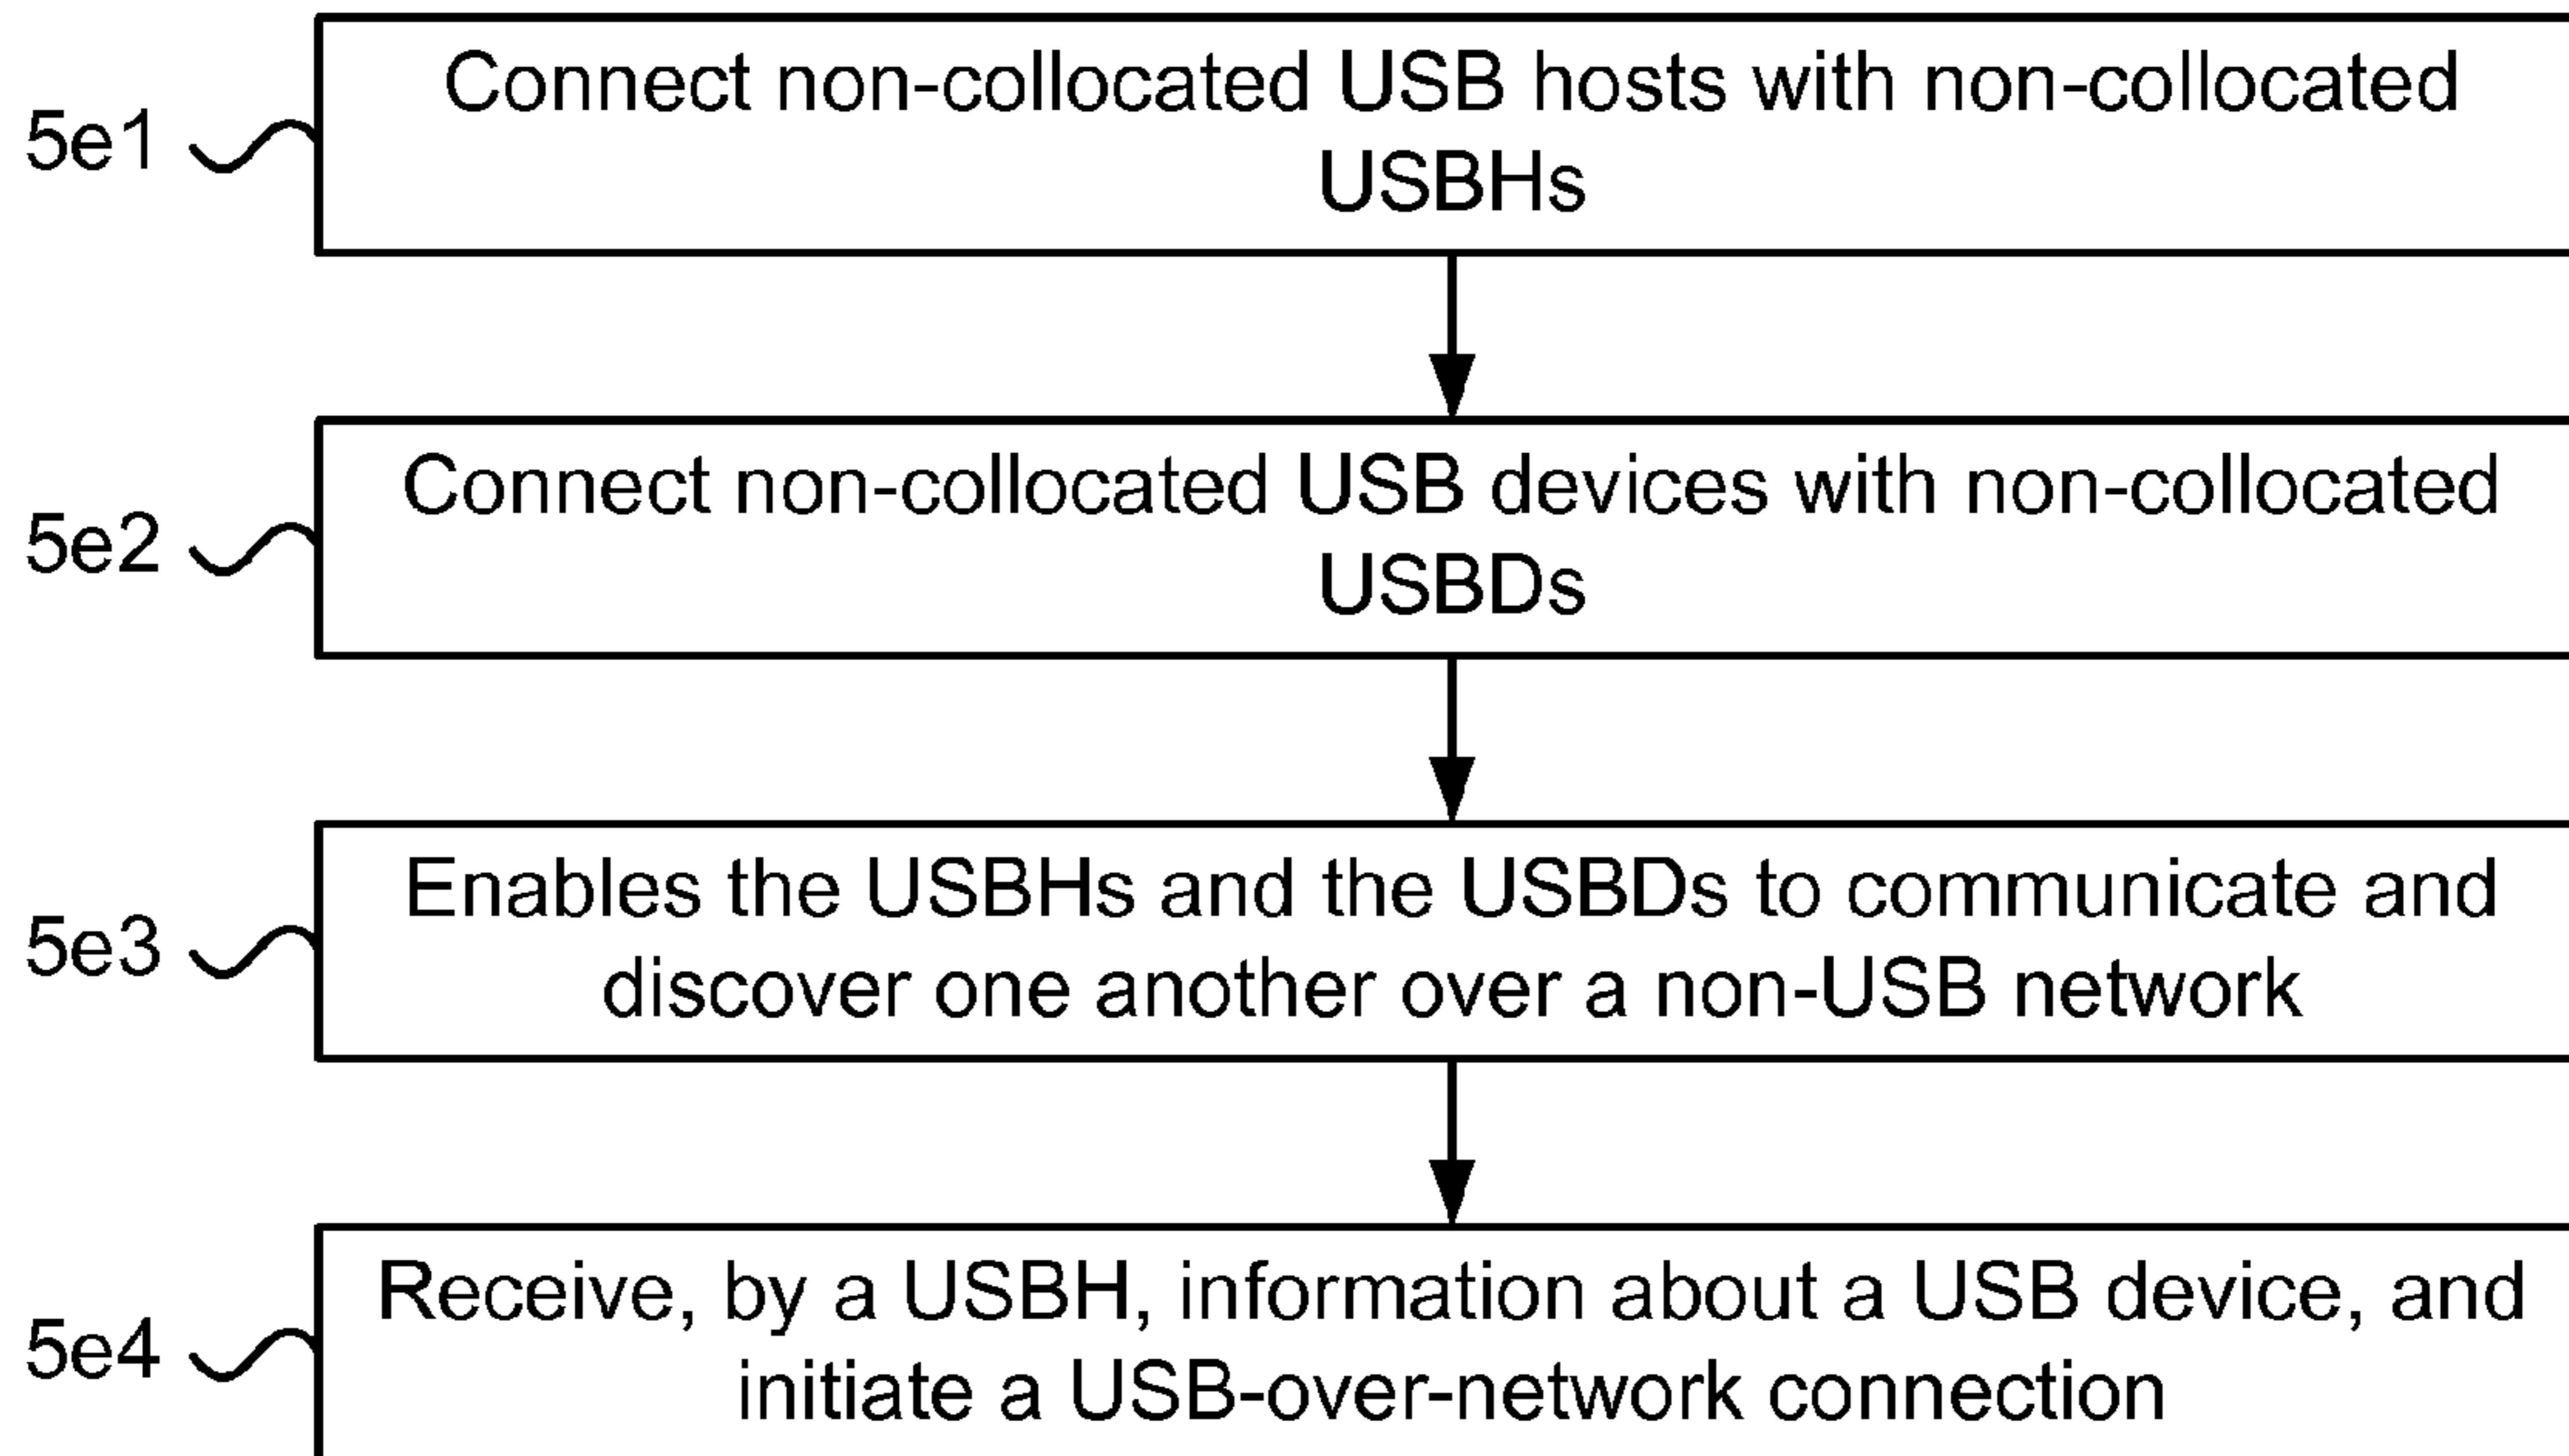 Connect non-collocated USB hosts with non-collocated
USBHs
5e1
Connect non-collocated USB devices with non-collocated
USBDs
5e2
Enables the USBHs and the USBDs to communicate and
discover one another over a non-USB network
5e3
Receive, by a USBH, information about a USB device, and
initiate a USB-over-network connection
5e4